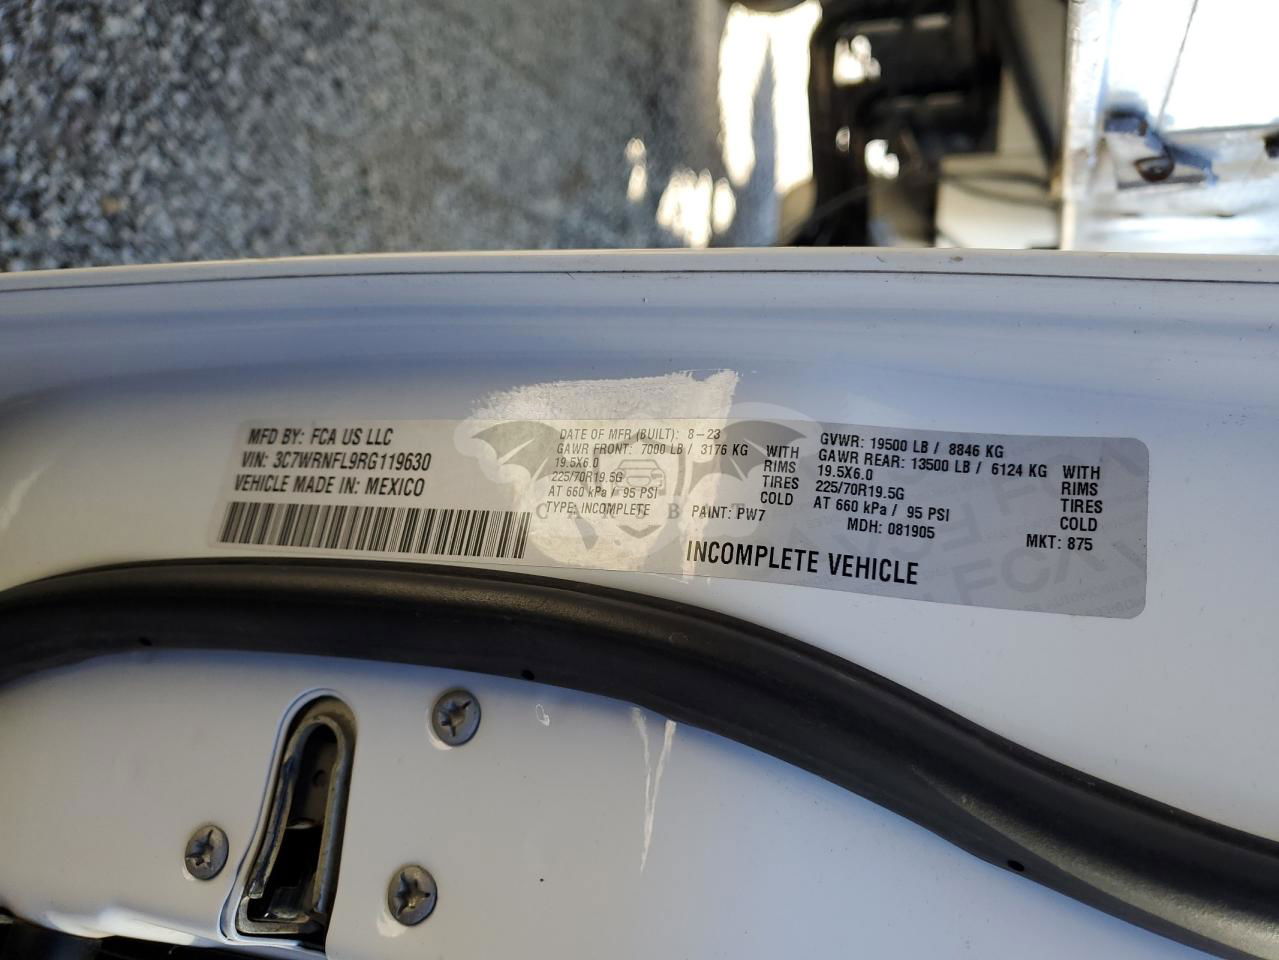 MFD BY: FCA US LLC
VIN: 3C7WRNFL9RG119630
VEHICLE MADE IN: MEXICO
DATE OF MFR (BUILT): 8-23
GAWR FRONT: 7000 LB / 3176 KG WITH
19.5X6.0 RIMS
225/70R19.5G TIRES
AT 660 kPa / 95 PSI COLD
TYPE: INCOMPLETE PAINT: PW7
GVWR: 19500 LB / 8846 KG
GAWR REAR: 13500 LB / 6124 KG WITH
19.5X6.0 RIMS
225/70R19.5G TIRES
AT 660 kPa / 95 PSI COLD
MDH: 081905 MKT: 875
INCOMPLETE VEHICLE